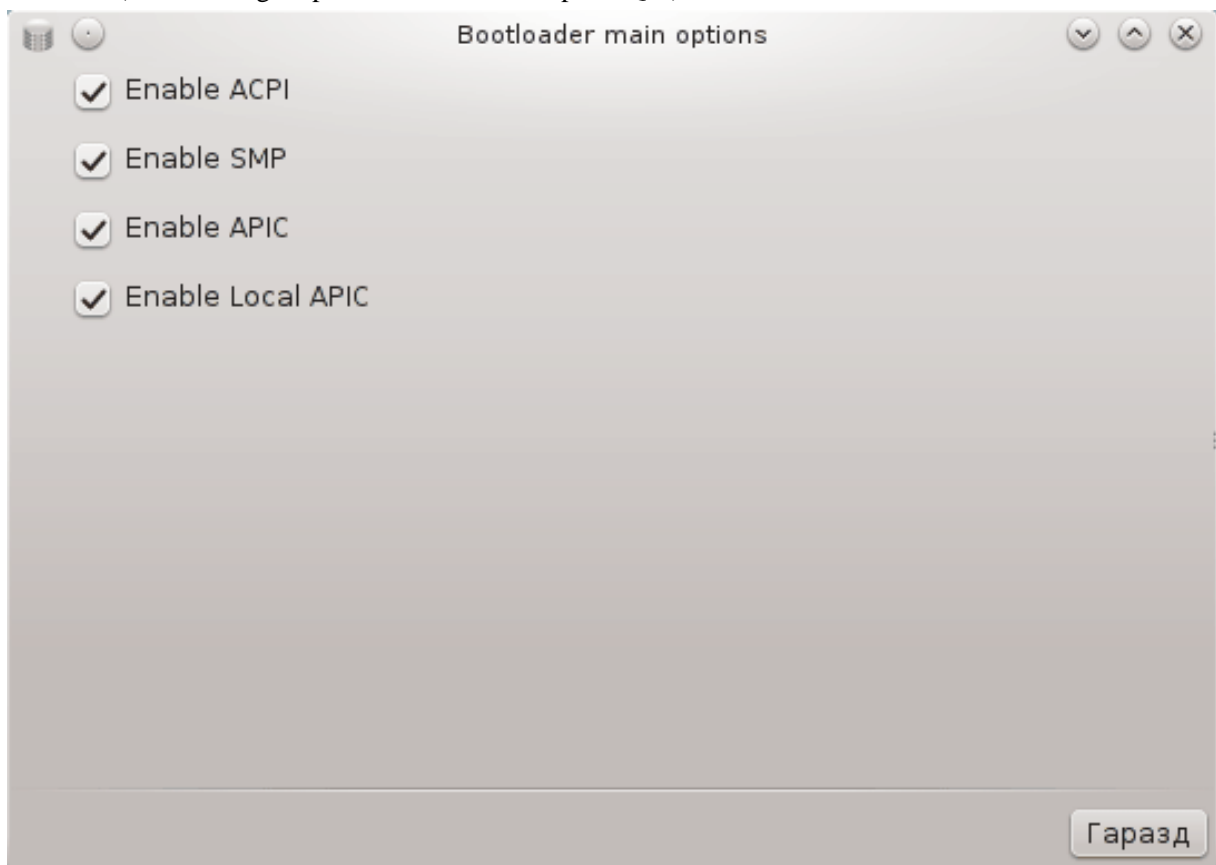 Bootloader main options
Enable ACPI
Enable SMP
Enable APIC
Enable Local APIC
Гаразд